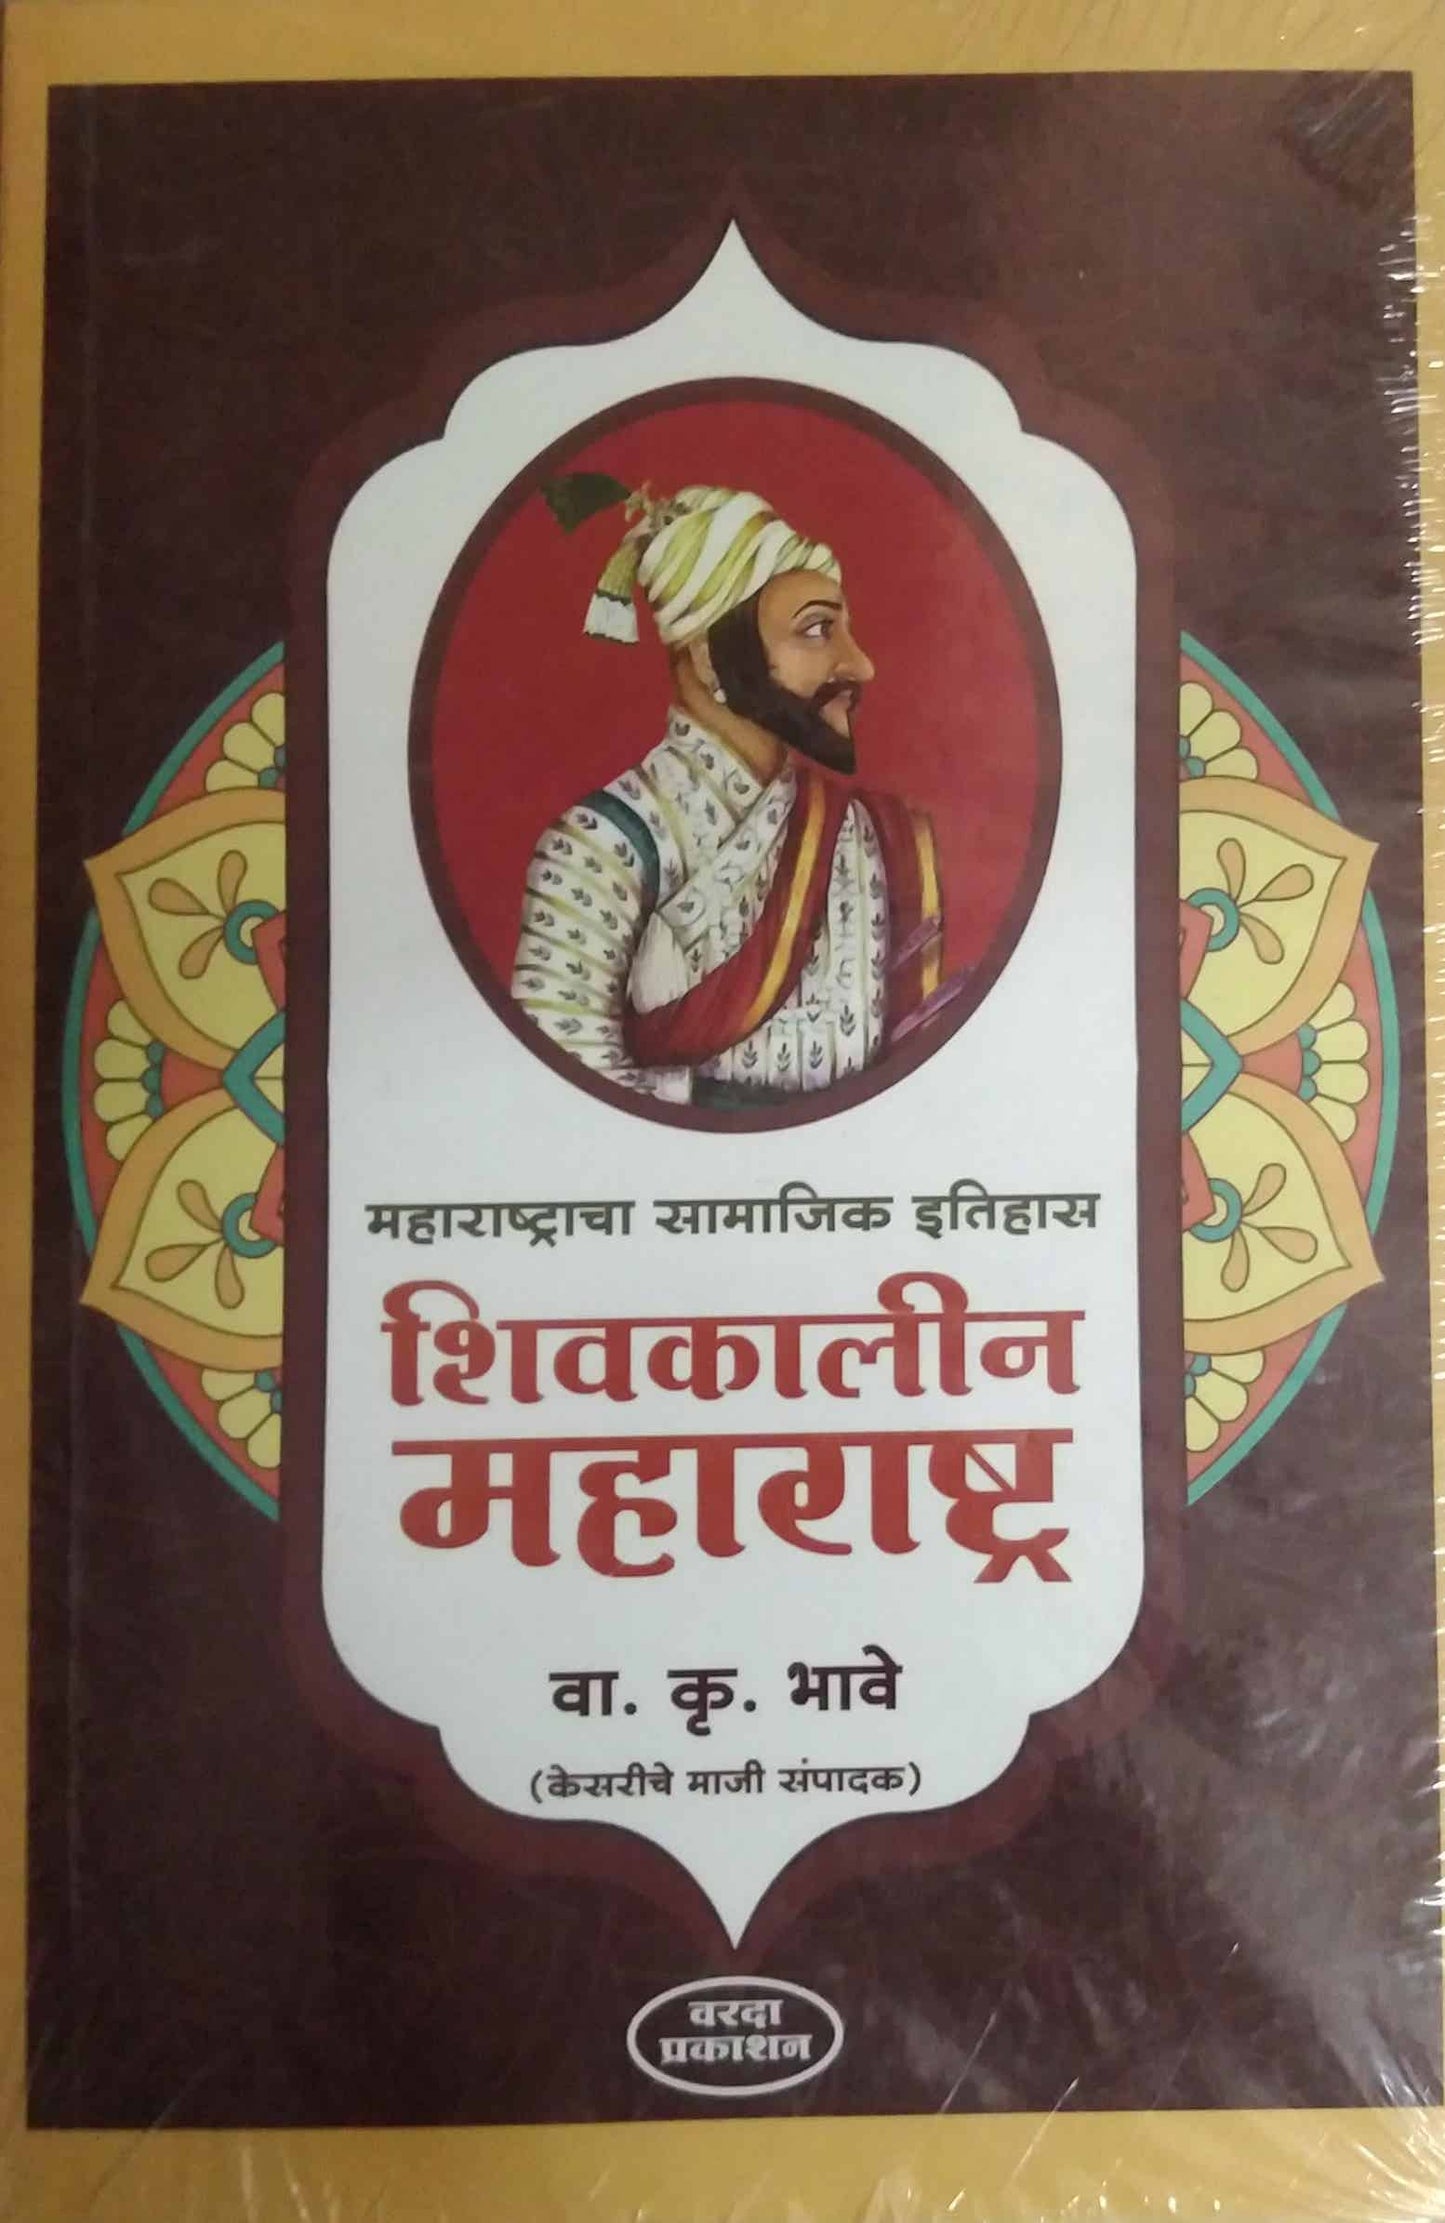 महाराष्ट्राचा सामाजिक इतिहास
शिवकालीन
महाराष्ट्र
वा. कृ. भावे
(केसरीचे माजी संपादक)
वरदा
प्रकाशन